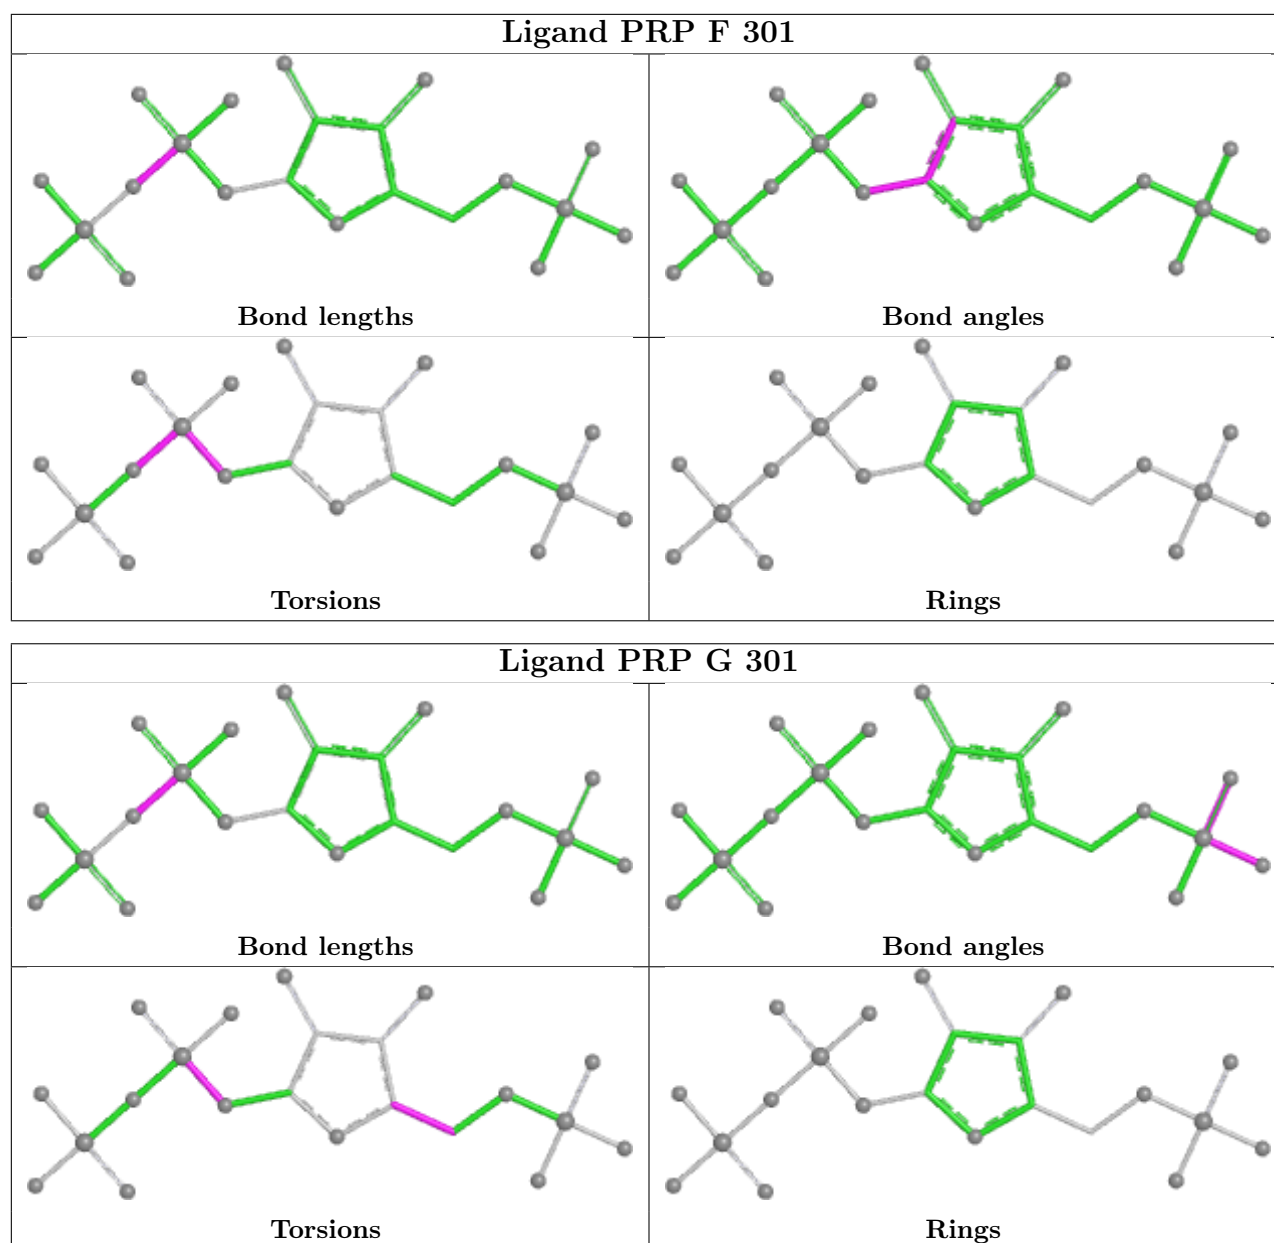 Ligand PRP F 301
Bond lengths
Bond angles
Torsions
Rings
Ligand PRP G 301
Bond lengths
Bond angles
Torsions
Rings